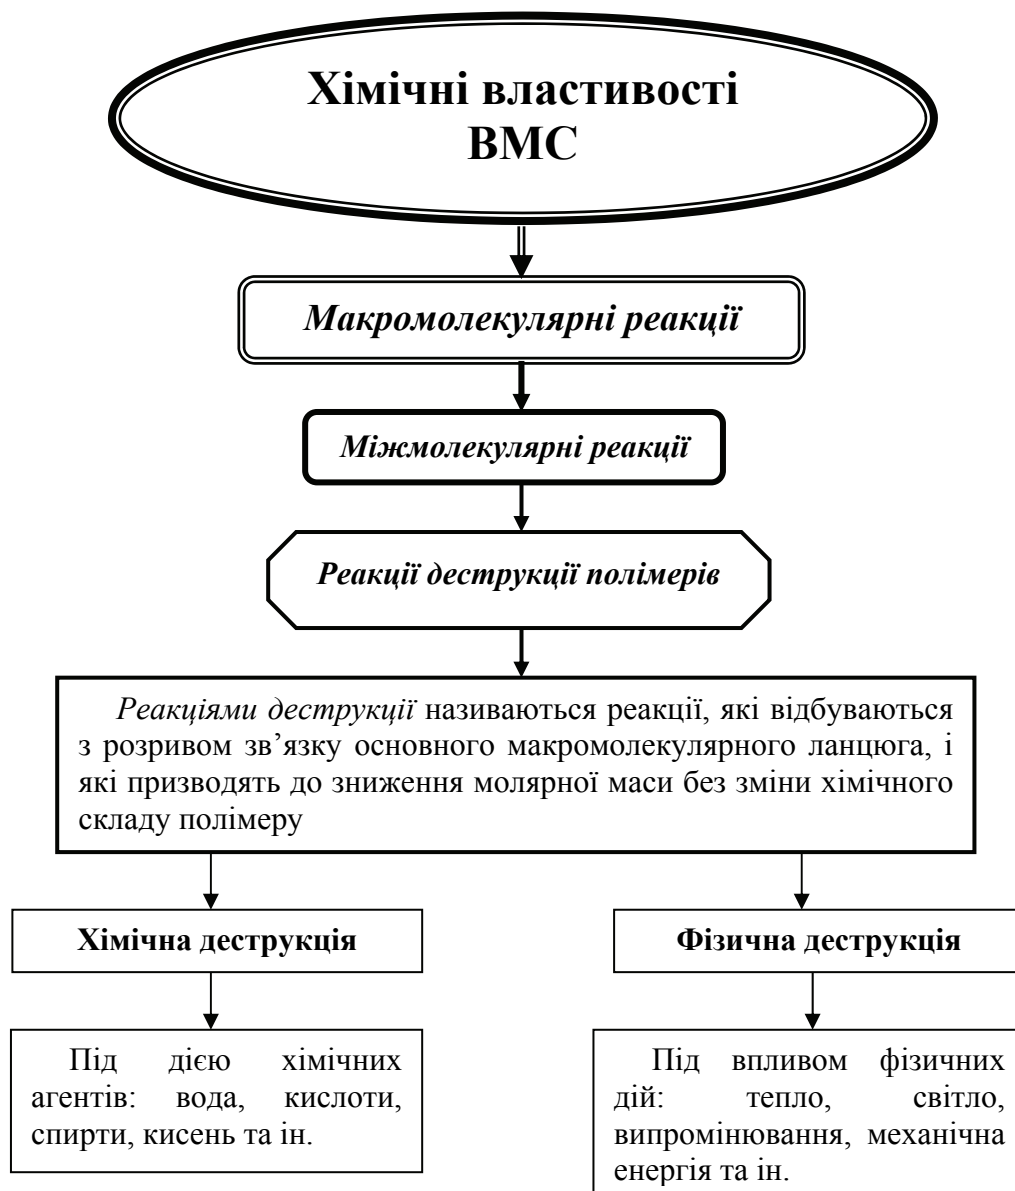 Хімічні властивості
ВМС
Макромолекулярні реакції
Міжмолекулярні реакції
Реакції деструкції полімерів
Реакціями деструкції називаються реакції, які відбуваються
з розривом зв’язку основного макромолекулярного ланцюга, і
які призводять до зниження молярної маси без зміни хімічного
складу полімеру
Хімічна деструкція
Фізична деструкція
Під дією хімічних
агентів: вода, кислоти,
спирти, кисень та ін.
Під впливом фізичних
дій: тепло, світло,
випромінювання, механічна
енергія та ін.